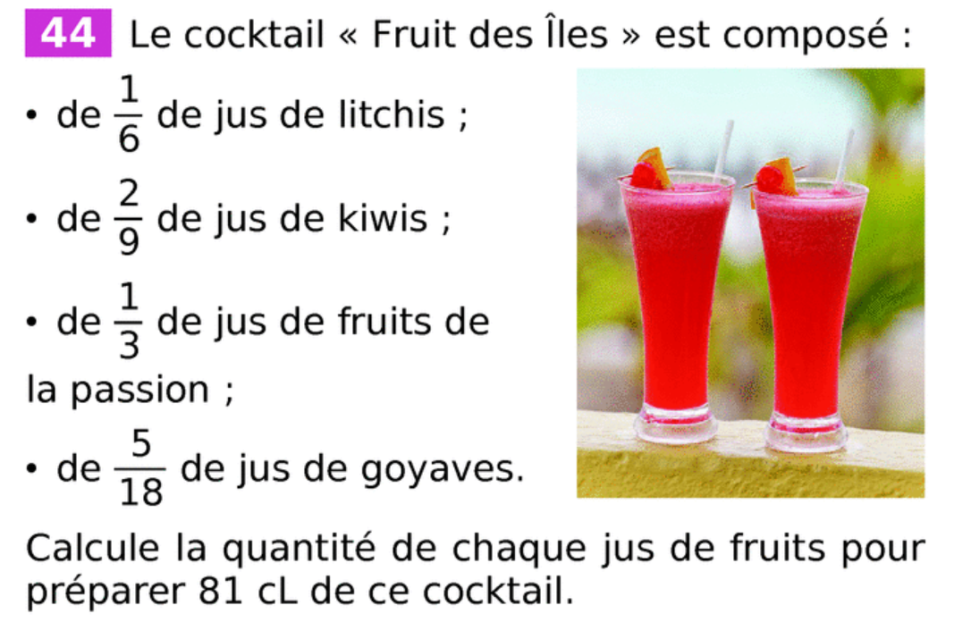 44 Le cocktail « Fruit des Îles » est composé :
• de 1/6 de jus de litchis ;
• de 2/9 de jus de kiwis ;
• de 1/3 de jus de fruits de
la passion ;
• de 5/18 de jus de goyaves.
Calcule la quantité de chaque jus de fruits pour
préparer 81 cL de ce cocktail.